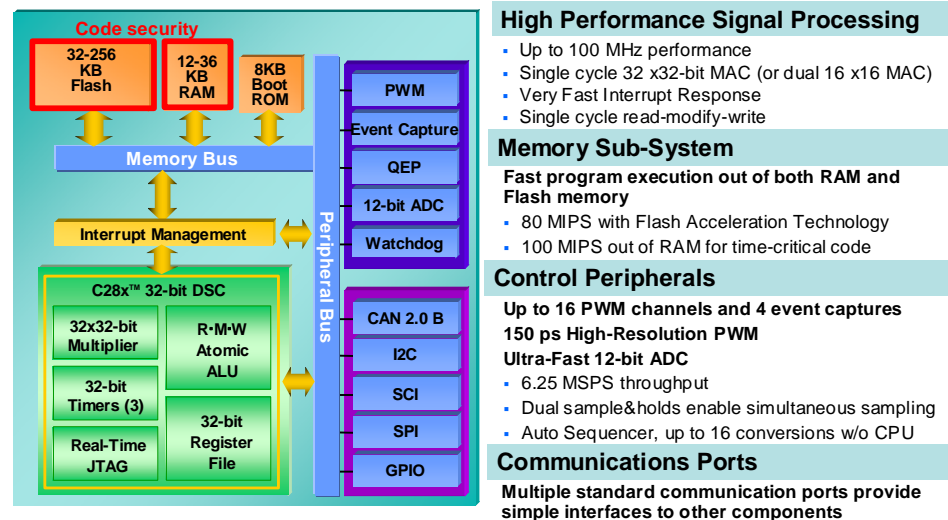 Code security
32-256
KB
Flash
12-36
KB
RAM
8KB
Boot
ROM
Memory Bus
Interrupt Management
C28x™ 32-bit DSC
32x32-bit
Multiplier
R·M·W
Atomic
ALU
32-bit
Timers (3)
32-bit
Register
File
Real-Time
JTAG
Peripheral Bus
PWM
Event Capture
QEP
12-bit ADC
Watchdog
CAN 2.0 B
I2C
SCI
SPI
GPIO
High Performance Signal Processing
▪ Up to 100 MHz performance
▪ Single cycle 32 x32-bit MAC (or dual 16 x16 MAC)
▪ Very Fast Interrupt Response
▪ Single cycle read-modify-write
Memory Sub-System
Fast program execution out of both RAM and
Flash memory
▪ 80 MIPS with Flash Acceleration Technology
▪ 100 MIPS out of RAM for time-critical code
Control Peripherals
Up to 16 PWM channels and 4 event captures
150 ps High-Resolution PWM
Ultra-Fast 12-bit ADC
▪ 6.25 MSPS throughput
▪ Dual sample&holds enable simultaneous sampling
▪ Auto Sequencer, up to 16 conversions w/o CPU
Communications Ports
Multiple standard communication ports provide
simple interfaces to other components